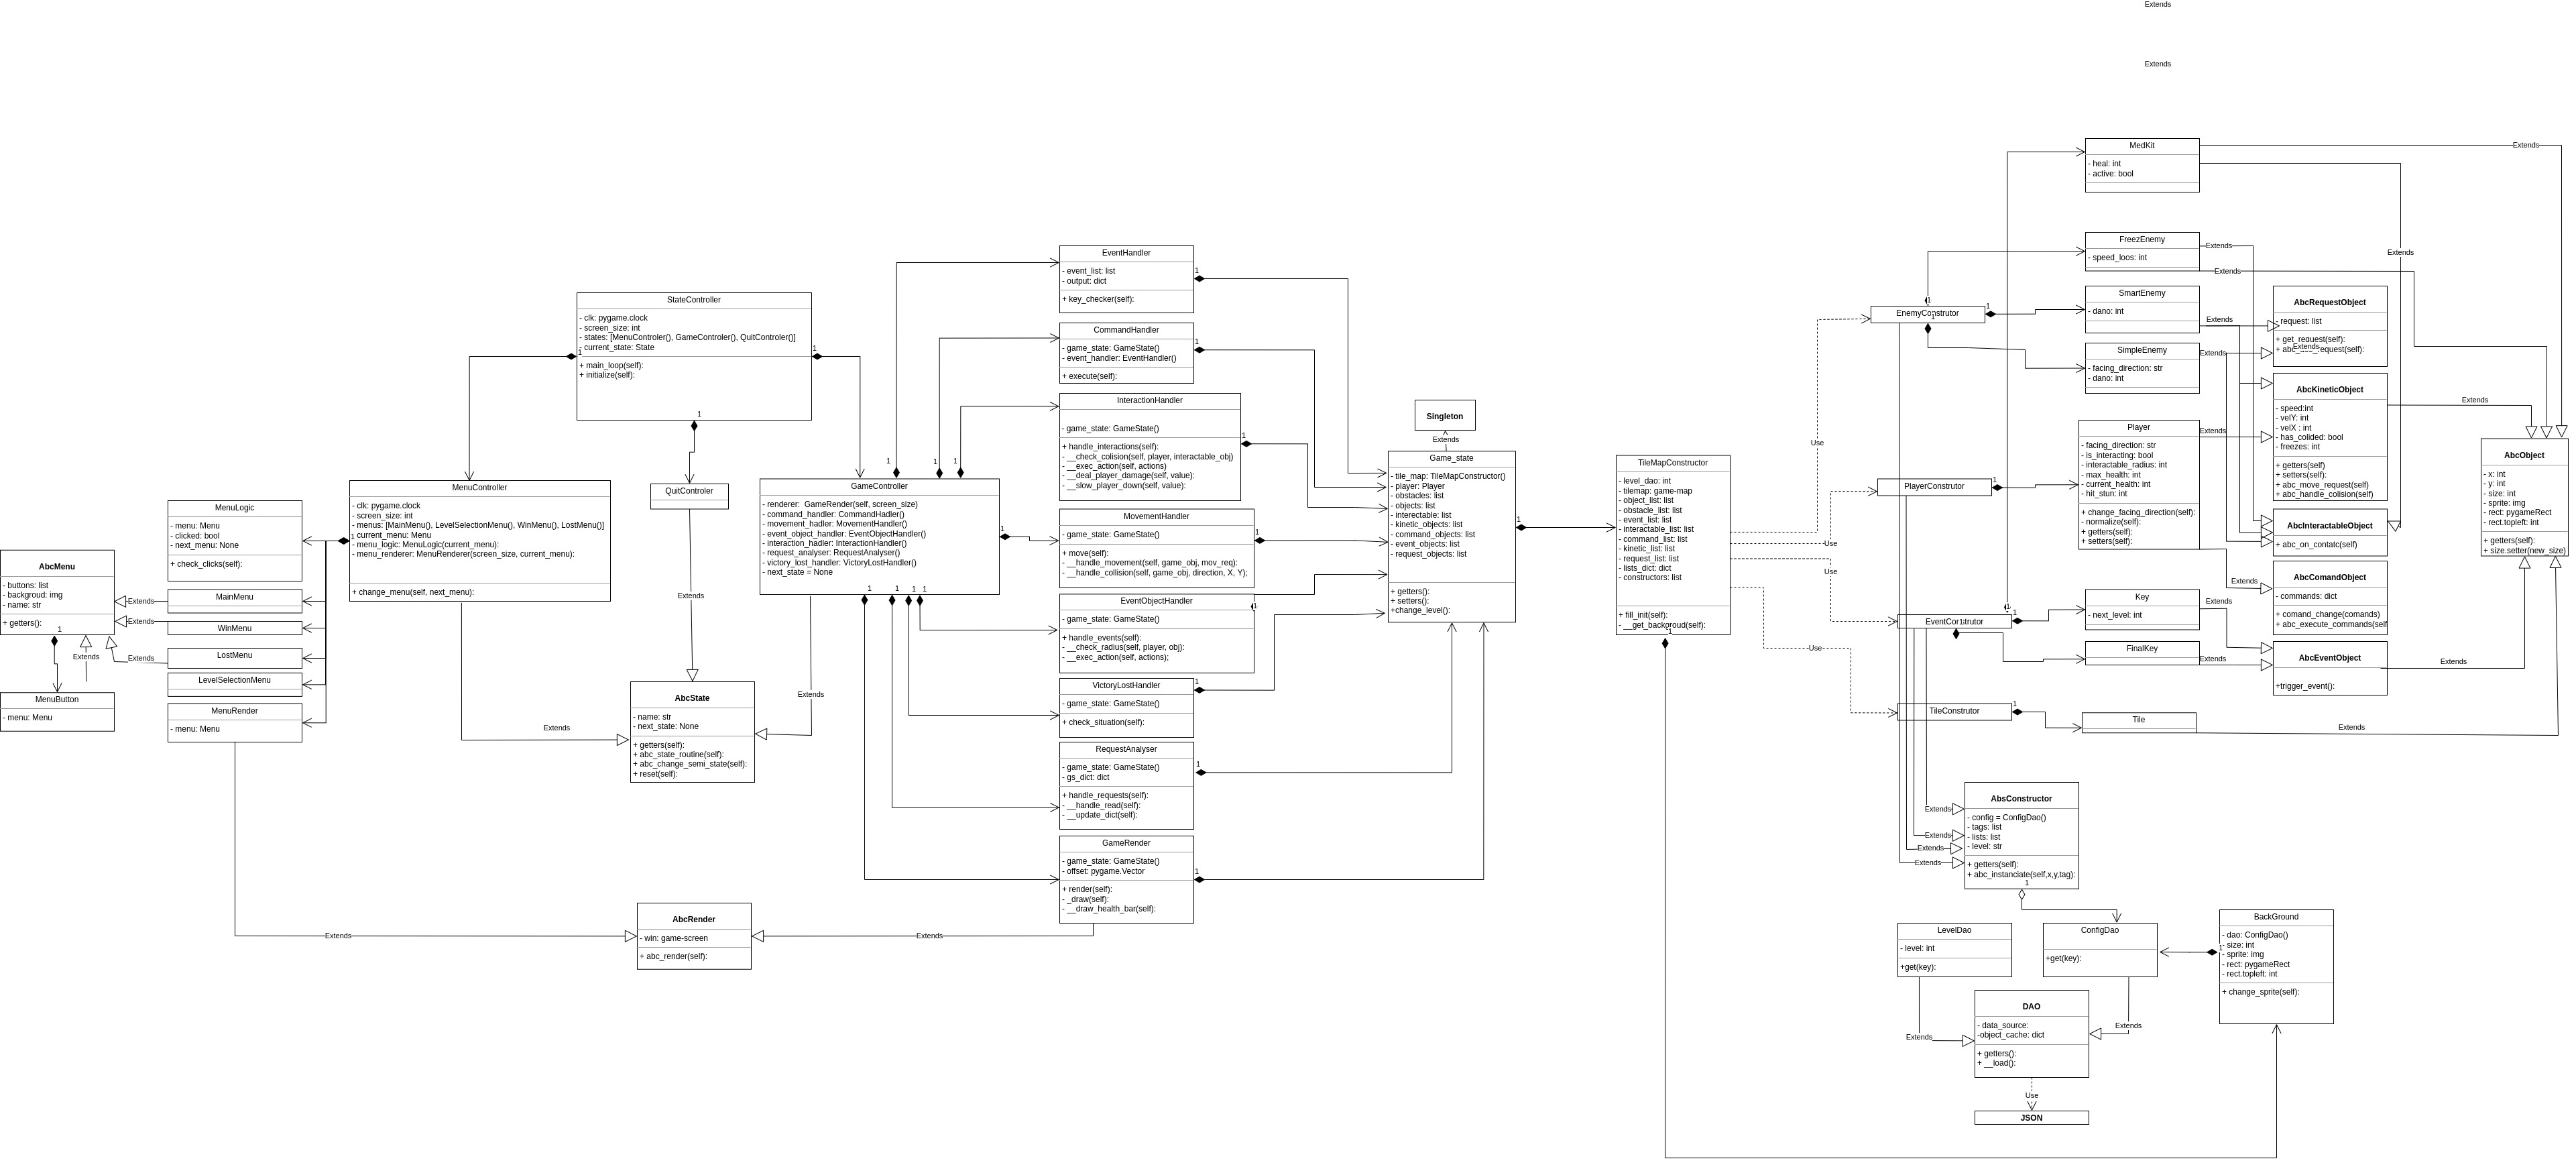 Extends
Extends
AbcMenu
- buttons: list
- backgroud: img
- name: str
+ getters():
1
Extends
Extends
Extends
Extends
MenuButton
- menu: Menu
MenuLogic
- menu: Menu
- clicked: bool
- next_menu: None
+ check_clicks(self):
MainMenu
WinMenu
LostMenu
LevelSelectionMenu
MenuRender
- menu: Menu
Extends
MenuController
- clk: pygame.clock
- screen_size: int
- menus: [MainMenu(), LevelSelectionMenu(), WinMenu(), LostMenu()]
- current_menu: Menu
- menu_logic: MenuLogic(current_menu):
- menu_renderer: MenuRenderer(screen_size, current_menu):
+ change_menu(self, next_menu):
1
Extends
StateController
- clk: pygame.clock
- screen_size: int
- states: [MenuControler(), GameControler(), QuitControler()]
- current_state: State
+ main_loop(self):
+ initialize(self):
1
1
1
QuitControler
Extends
AbcState
- name: str
- next_state: None
+ getters(self):
+ abc_state_routine(self):
+ abc_change_semi_state(self):
+ reset(self):
Extends
AbcRender
- win: game-screen
+ abc_render(self):
Extends
GameController
- renderer:  GameRender(self, screen_size)
- command_handler: CommandHadler()
- movement_hadler: MovementHandler()
- event_object_handler: EventObjectHandler()
- interaction_hadler: InteractionHandler()
- request_analyser: RequestAnalyser()
- victory_lost_handler: VictoryLostHandler()
- next_state = None
1
1
1
1
1
1
1
1
EventHandler
- event_list: list
- output: dict
+ key_checker(self):
1
CommandHandler
- game_state: GameState()
- event_handler: EventHandler()
+ execute(self):
1
InteractionHandler
- game_state: GameState()
+ handle_interactions(self):
- __check_colision(self, player, interactable_obj)
- __exec_action(self, actions)
- __deal_player_damage(self, value):
- __slow_player_down(self, value):
1
MovementHandler
- game_state: GameState()
+ move(self):
- __handle_movement(self, game_obj, mov_req):
- __handle_collision(self, game_obj, direction, X, Y);
1
EventObjectHandler
- game_state: GameState()
+ handle_events(self):
- __check_radius(self, player, obj):
- __exec_action(self, actions);
1
VictoryLostHandler
- game_state: GameState()
+ check_situation(self):
1
RequestAnalyser
- game_state: GameState()
- gs_dict: dict
+ handle_requests(self):
- __handle_read(self):
- __update_dict(self):
1
GameRender
- game_state: GameState()
- offset: pygame.Vector
+ render(self):
- _draw(self):
- __draw_health_bar(self):
1
Singleton
Extends
Game_state
- tile_map: TileMapConstructor()
- player: Player
- obstacles: list
- objects: list
- interectable: list
- kinetic_objects: list
- command_objects: list
- event_objects: list
- request_objects: list
+ getters():
+ setters():
+change_level():
1
TileMapConstructor
- level_dao: int
- tilemap: game-map
- object_list: list
- obstacle_list: list
- event_list: list
- interactable_list: list
- command_list: list
- kinetic_list: list
- request_list: list
- lists_dict: dict
- constructors: list
+ fill_init(self):
- __get_backgroud(self):
1
Use
Use
Use
Use
EnemyConstrutor
1
1
1
PlayerConstrutor
1
EventConstrutor
1
1
1
TileConstrutor
1
MedKit
- heal: int
- active: bool
Extends
Extends
FreezEnemy
- speed_loos: int
Extends
Extends
SmartEnemy
- dano: int
Extends
SimpleEnemy
- facing_direction: str
- dano: int
Extends
Extends
Player
- facing_direction: str
- is_interacting: bool
- interactable_radius: int
- max_health: int
- current_health: int
- hit_stun: int
+ change_facing_direction(self):
- normalize(self):
+ getters(self):
+ setters(self):
Extends
Extends
Key
- next_level: int
Extends
FinalKey
Extends
Tile
Extends
AbcRequestObject
- request: list
+ get_request(self):
AbcKineticObject
- speed:int
- velY: int
- velX : int
- has_colided: bool
- freezes: int
+ getters(self)
+ setters(self):
+ abc_move_request(self)
+ abc_handle_colision(self)
Extends
AbcInteractableObject
+ abc_on_contatc(self)
AbcComandObject
- commands: dict
+ comand_change(comands)
+ abc_execute_commands(self
AbcEventObject
+trigger_event():
Extends
AbcObject
- x: int
- y: int
- size: int
- sprite: img
- rect: pygameRect
- rect.topleft: int
+ getters(self):
+ size.setter(new_size)
Extends
Extends
Extends
Extends
AbsConstructor
- config = ConfigDao()
- tags: list
- lists: list
- level: str
+ getters(self):
+ abc_instanciate(self,x,y,tag):
1
LevelDao
- level: int
+get(key):
ConfigDao
+get(key):
BackGround
- dao: ConfigDao()
- size: int
- sprite: img
- rect: pygameRect
- rect.topleft: int
+ change_sprite(self):
1
Extends
Extends
DAO
- data_source:
-object_cache: dict
+ getters():
+ __load():
Use
JSON